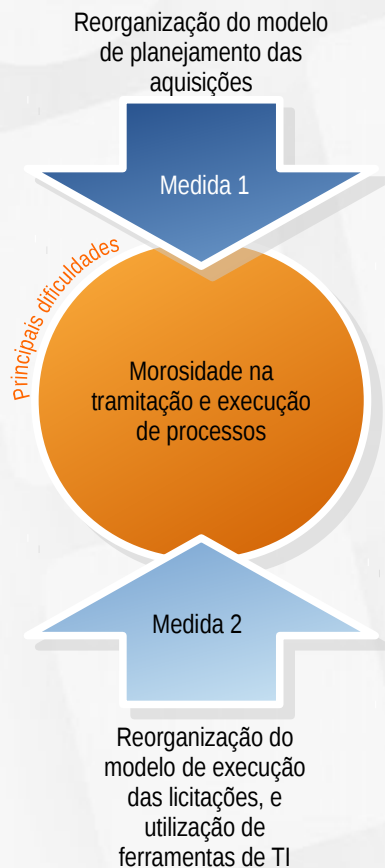 Reorganização do modelo
de planejamento das
aquisições
Medida 1
Principais dificuldades
Morosidade na
tramitação e execução
de processos
Medida 2
Reorganização do
modelo de execução
das licitações, e
utilização de
ferramentas de TI